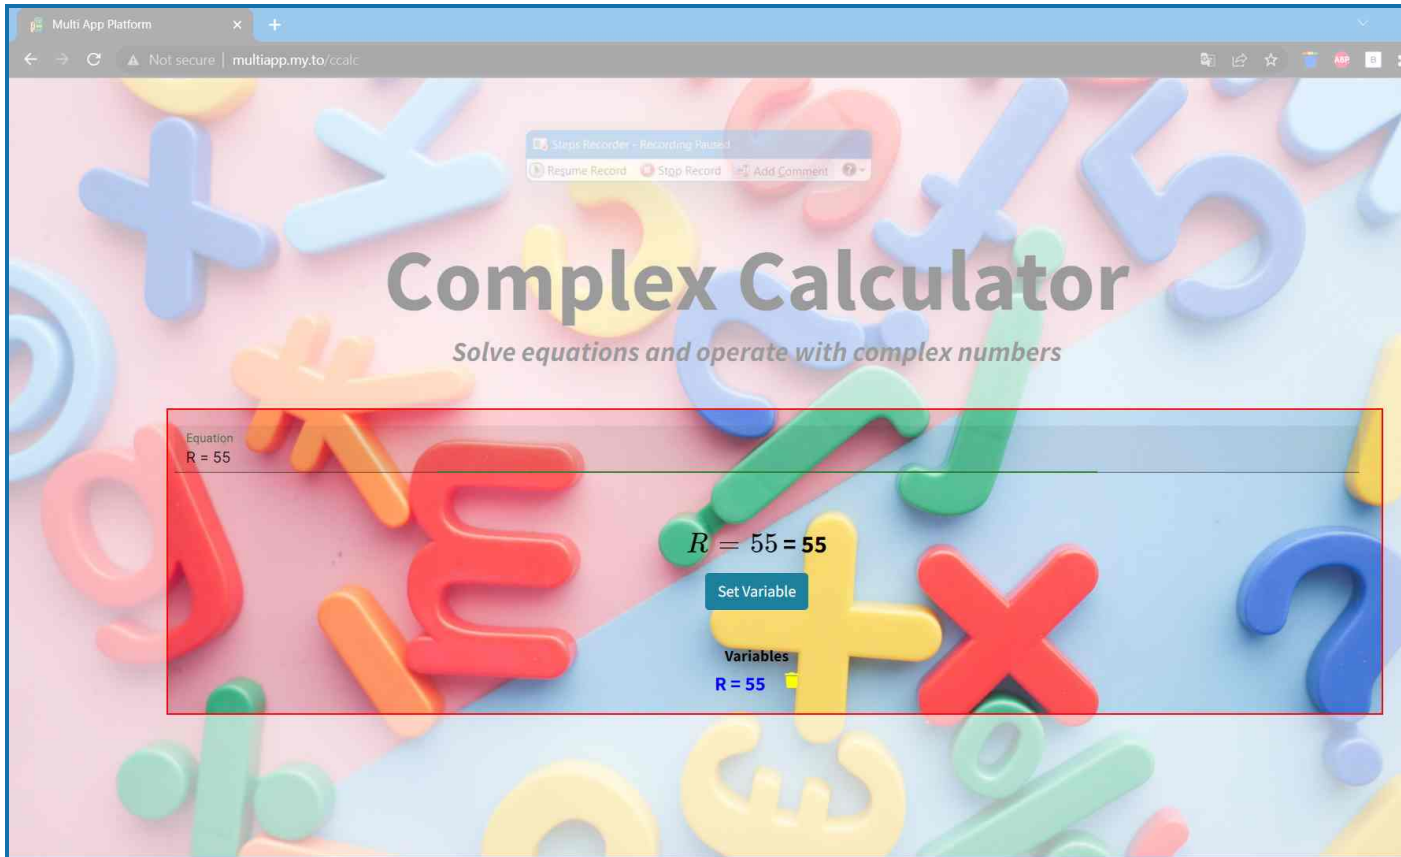 Multi App Platform
Not secure | multiapp.my.to/ccalc
ABP
B
Steps Recorder - Recording Paused
Resume Record Stop Record Add Comment
Complex Calculator
Solve equations and operate with complex numbers
Equation
R = 55
R = 55 = 55
Set Variable
Variables
R = 55